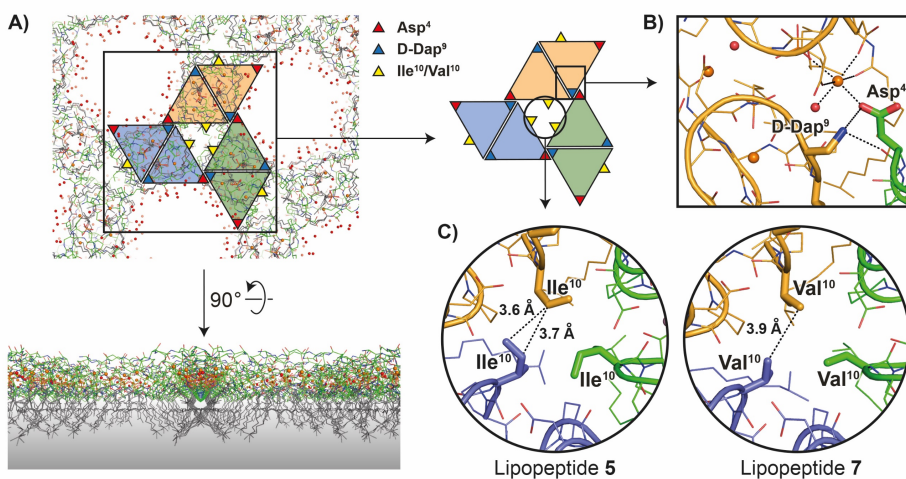 A)
Asp⁴
D-Dap⁹
Ile¹⁰/Val¹⁰
B)
Asp⁴
D-Dap⁹
90°
C)
Ile¹⁰
3.6 Å
3.7 Å
Ile¹⁰
Ile¹⁰
Lipopeptide 5
Val¹⁰
3.9 Å
Val¹⁰
Val¹⁰
Lipopeptide 7